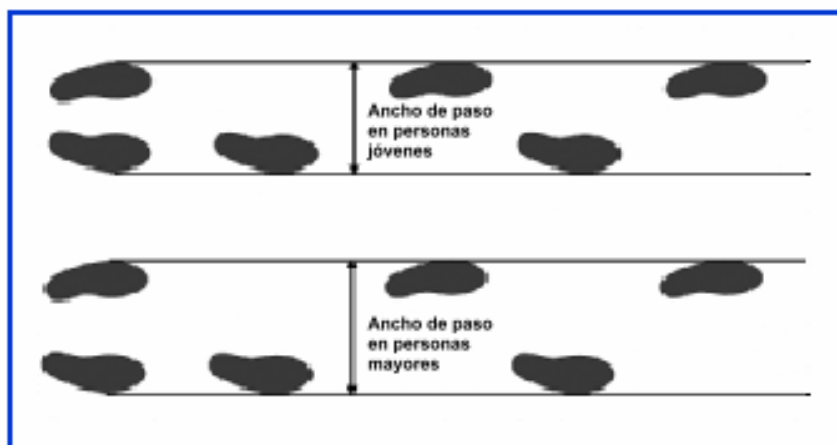 Ancho de paso
en personas
jóvenes
Ancho de paso
en personas
mayores